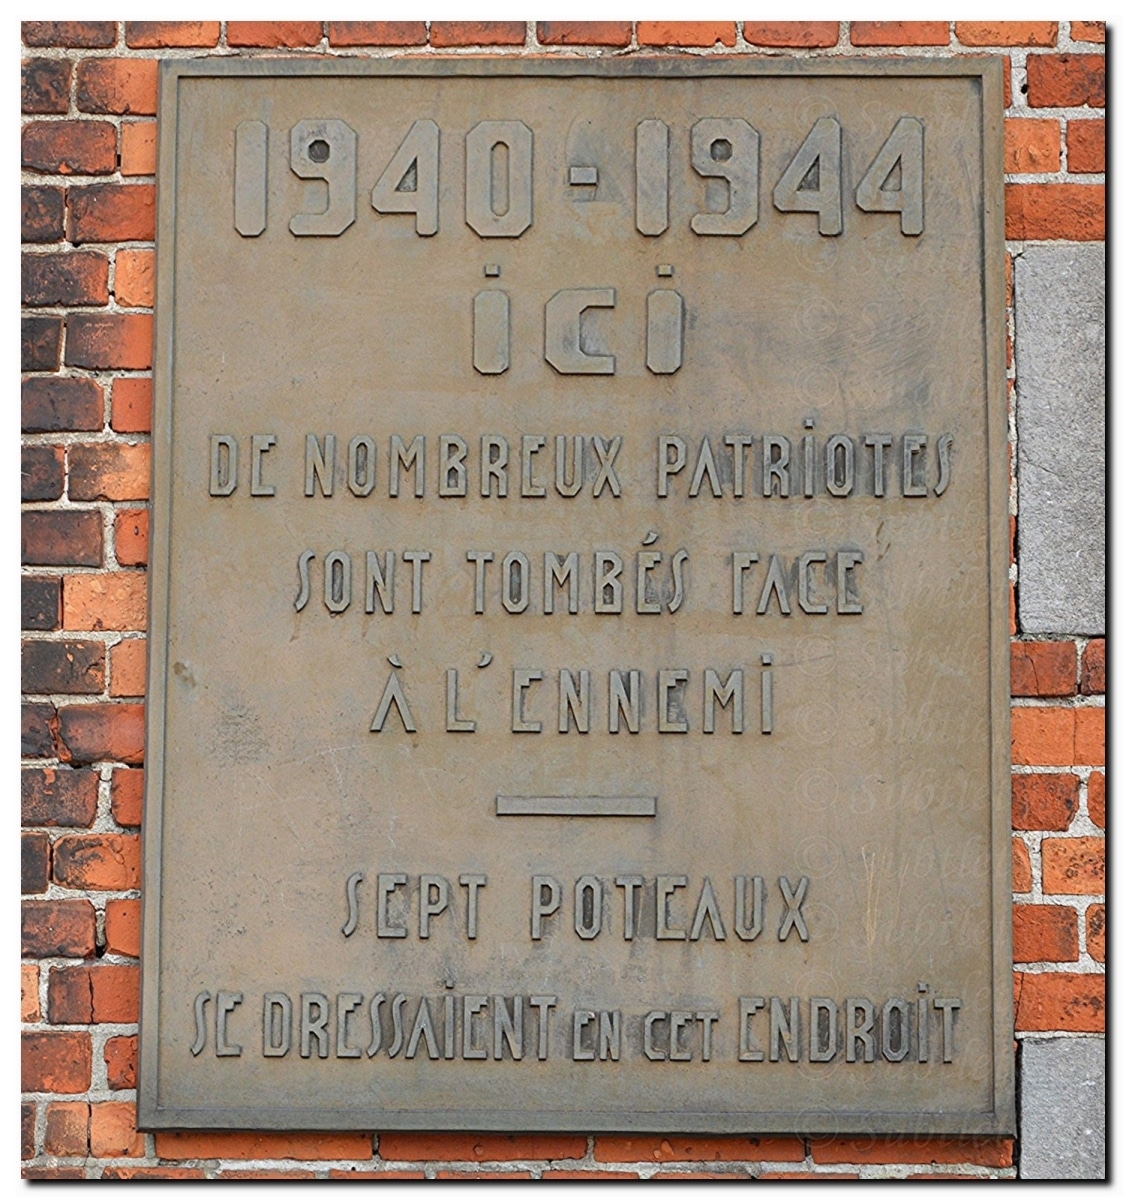 1940-1944
ici
DE NOMBREUX PATRiOTES
SONT TOMBÉS FACE
À L'ENNEMi
SEPT POTEAUX
SE DRESSAiENT EN CET ENDROiT